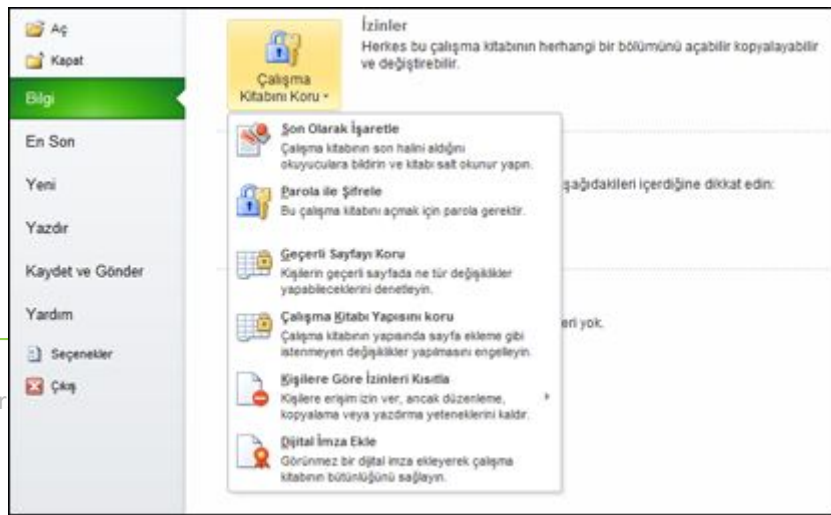 Aç
Kapat
Bilgi
En Son
Yeni
Yazdır
Kaydet ve Gönder
Yardım
Seçenekler
Çıkış
Çalışma
Kitabını Koru
İzinler
Herkes bu çalışma kitabının herhangi bir bölümünü açabilir kopyalayabilir
ve değiştirebilir.
Son Olarak İşaretle
Çalışma kitabının son halini aldığını
okuyuculara bildirin ve kitabı salt okunur yapın.
Parola ile Şifrele
Bu çalışma kitabını açmak için parola gerektir.
şağıdakileri içerdiğine dikkat edin:
Geçerli Sayfayı Koru
Kişilerin geçerli sayfada ne tür değişiklikler
yapabileceklerini denetleyin.
Çalışma Kitabı Yapısını koru
Çalışma kitabının yapısında sayfa ekleme gibi
istenmeyen değişiklikler yapılmasını engelleyin.
eri yok.
Kişilere Göre İzinleri Kısıtla
Kişilere erişim izin ver, ancak düzenleme,
kopyalama veya yazdırma yeteneklerini kaldır.
Dijital İmza Ekle
Görünmez bir dijital imza ekleyerek çalışma
kitabının bütünlüğünü sağlayın.